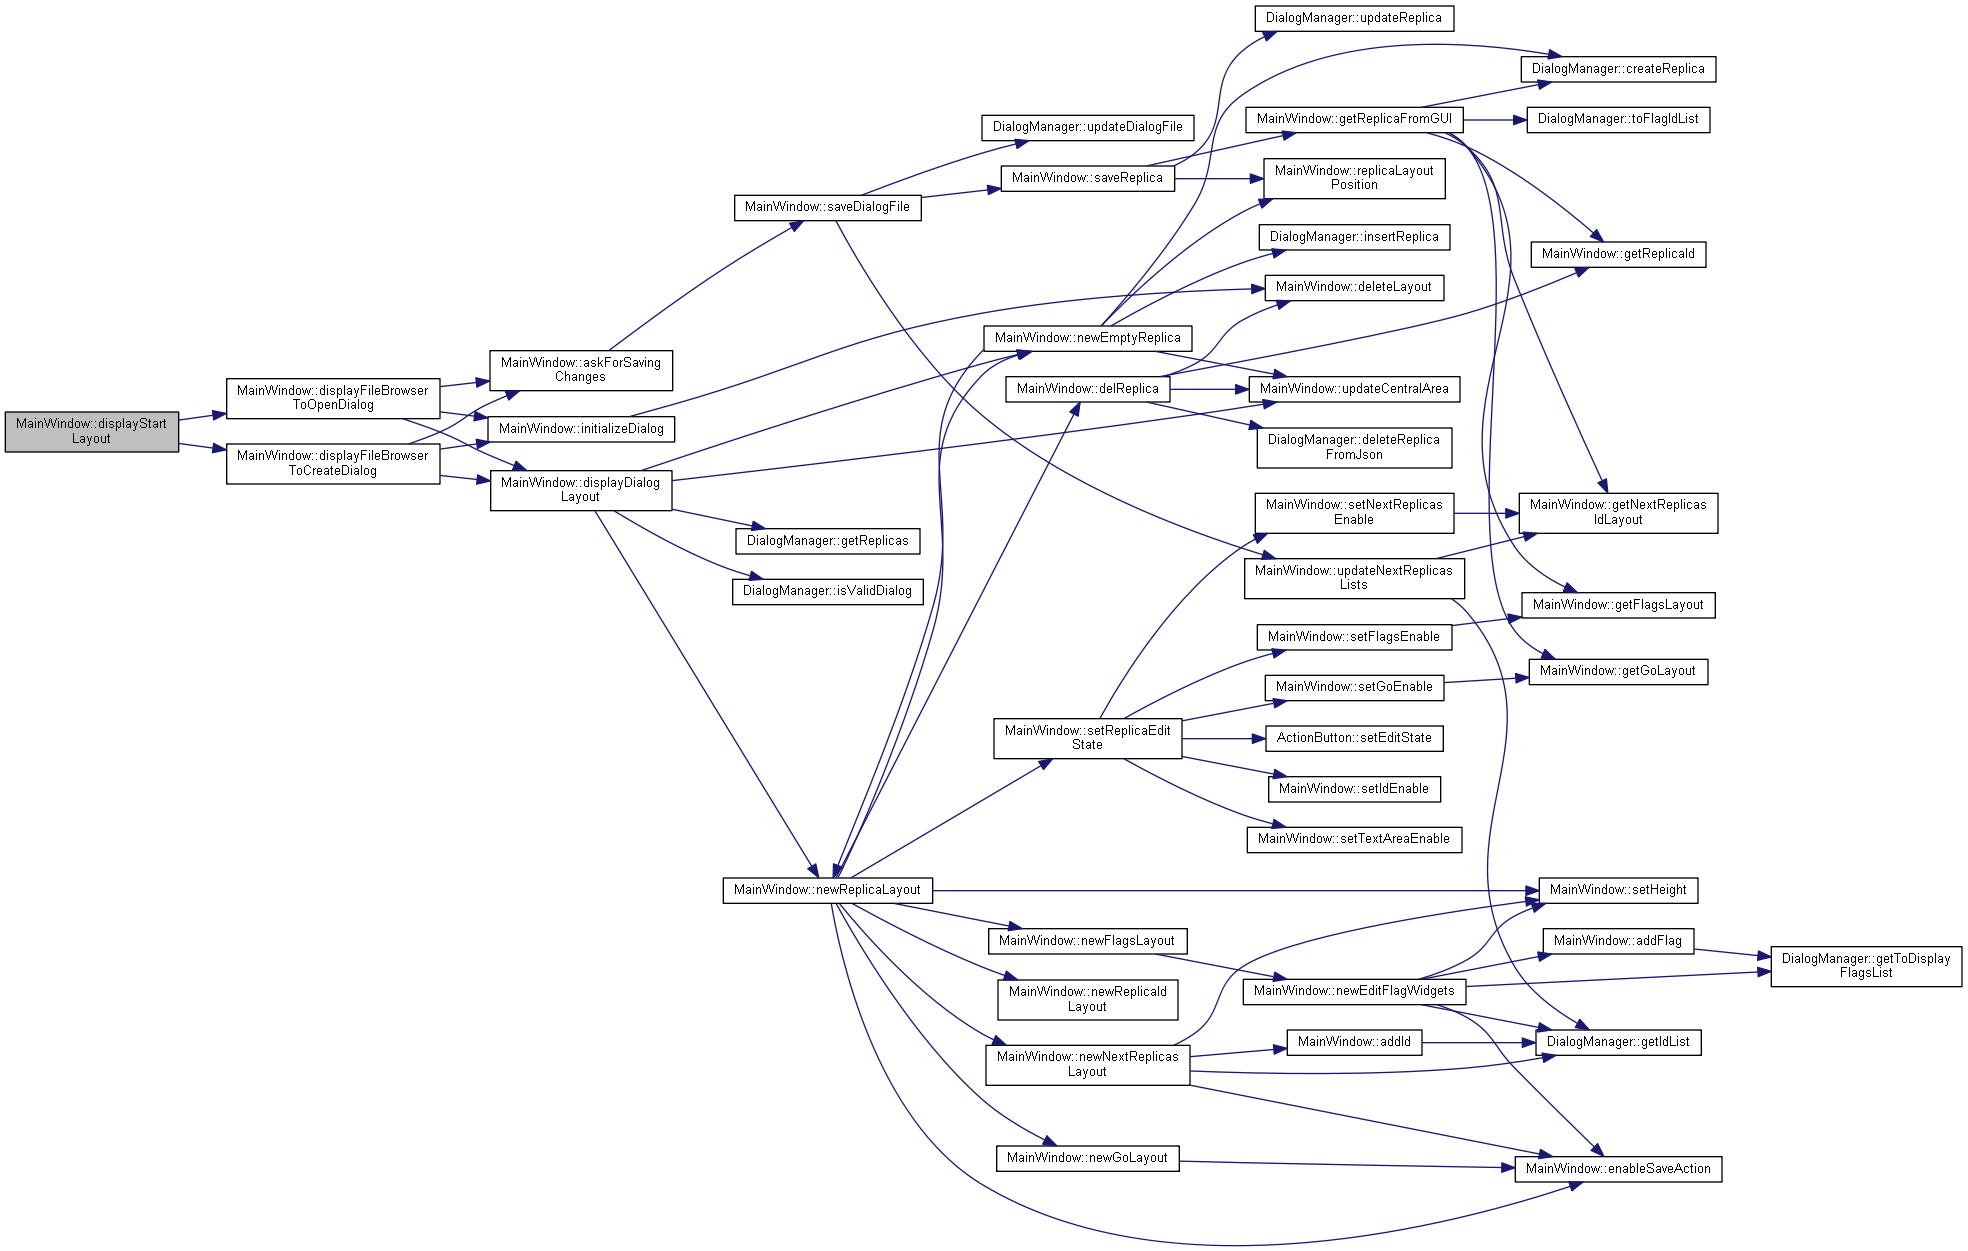 MainWindow::displayStart
Layout
MainWindow::displayFileBrowser
ToOpenDialog
MainWindow::displayFileBrowser
ToCreateDialog
MainWindow::askForSaving
Changes
MainWindow::initializeDialog
MainWindow::displayDialog
Layout
MainWindow::saveDialogFile
DialogManager::getReplicas
DialogManager::isValidDialog
MainWindow::newReplicaLayout
DialogManager::updateDialogFile
MainWindow::saveReplica
MainWindow::newEmptyReplica
MainWindow::delReplica
MainWindow::setReplicaEdit
State
MainWindow::newFlagsLayout
MainWindow::newReplicaId
Layout
MainWindow::newNextReplicas
Layout
MainWindow::newGoLayout
DialogManager::updateReplica
MainWindow::getReplicaFromGUI
MainWindow::replicaLayout
Position
DialogManager::insertReplica
MainWindow::deleteLayout
MainWindow::updateCentralArea
DialogManager::deleteReplica
FromJson
MainWindow::setNextReplicas
Enable
MainWindow::updateNextReplicas
Lists
MainWindow::setFlagsEnable
MainWindow::setGoEnable
ActionButton::setEditState
MainWindow::setIdEnable
MainWindow::setTextAreaEnable
MainWindow::newEditFlagWidgets
MainWindow::addId
DialogManager::createReplica
DialogManager::toFlagIdList
MainWindow::getReplicaId
MainWindow::getNextReplicas
IdLayout
MainWindow::getFlagsLayout
MainWindow::getGoLayout
MainWindow::setHeight
MainWindow::addFlag
DialogManager::getIdList
MainWindow::enableSaveAction
DialogManager::getToDisplay
FlagsList